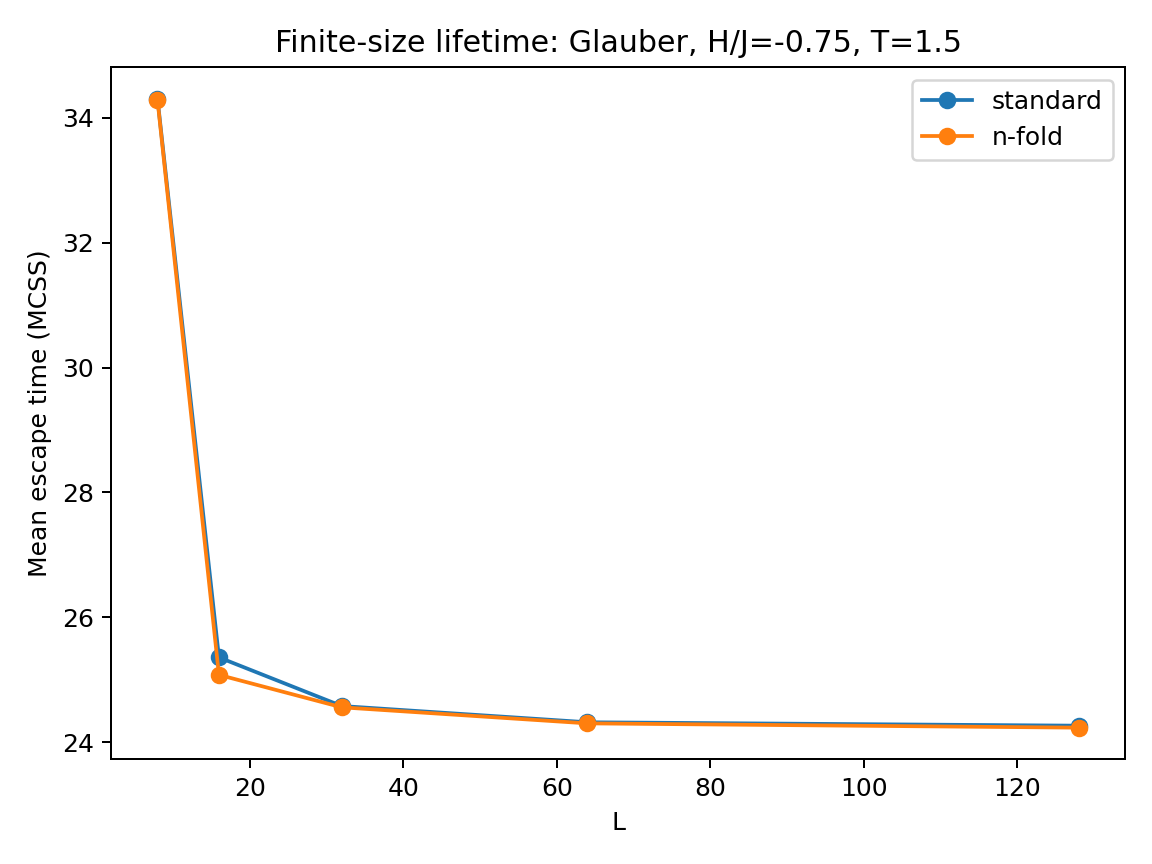 Finite-size lifetime: Glauber, H/J=-0.75, T=1.5
standard
n-fold
Mean escape time (MCSS)
34
32
30
28
26
24
20
40
60
80
100
120
L